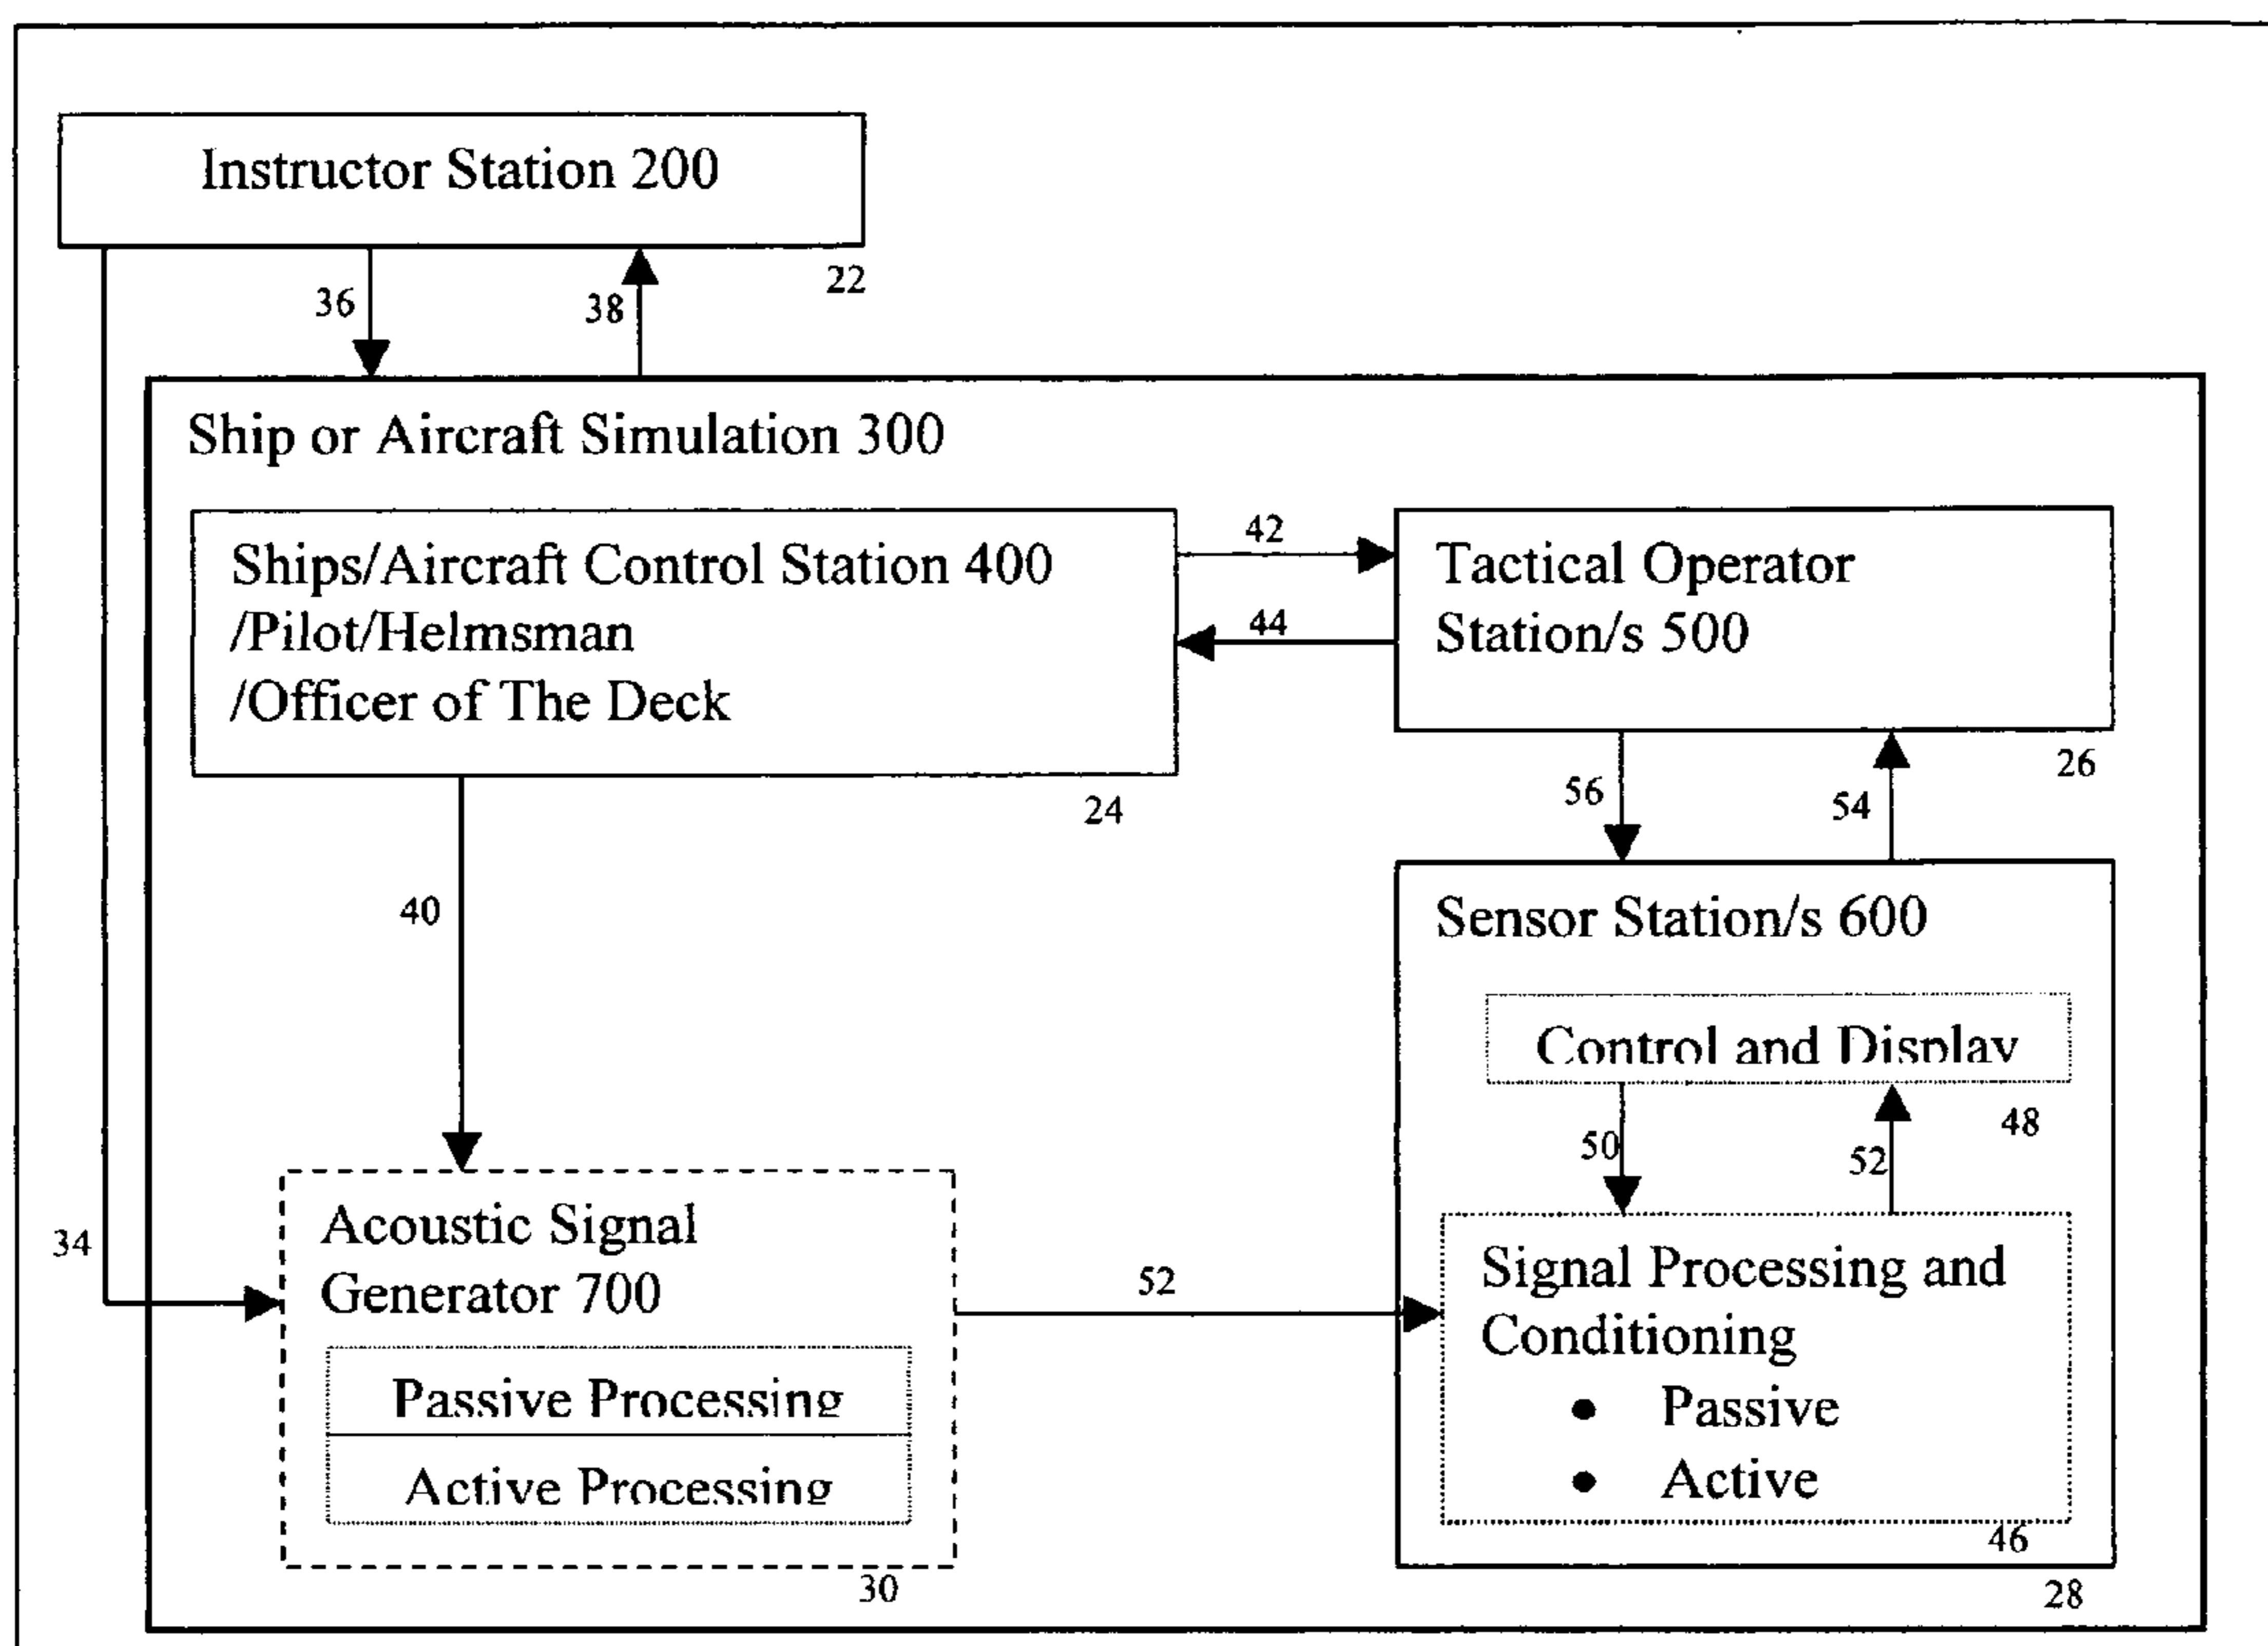 Instructor Station 200
22
36
38
Ship or Aircraft Simulation 300
Ships/Aircraft Control Station 400
/Pilot/Helmsman
/Officer of The Deck
24
42
44
Tactical Operator
Station/s 500
26
56
54
40
Sensor Station/s 600
Control and Display
48
50
52
34
Acoustic Signal
Generator 700
Passive Processing
Active Processing
30
52
Signal Processing and
Conditioning
• Passive
• Active
46
28